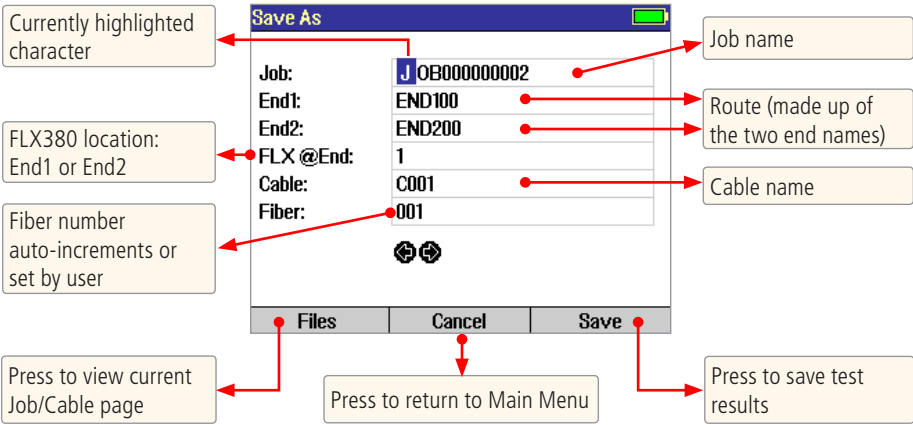 Currently highlighted
character
Save As
Job name
Job: JOB000000002
End1: END100
Route (made up of
the two end names)
End2: END200
FLX380 location:
End1 or End2
FLX @End: 1
Cable: C001
Cable name
Fiber: 001
Fiber number
auto-increments or
set by user
Files Cancel Save
Press to view current
Job/Cable page
Press to return to Main Menu
Press to save test
results